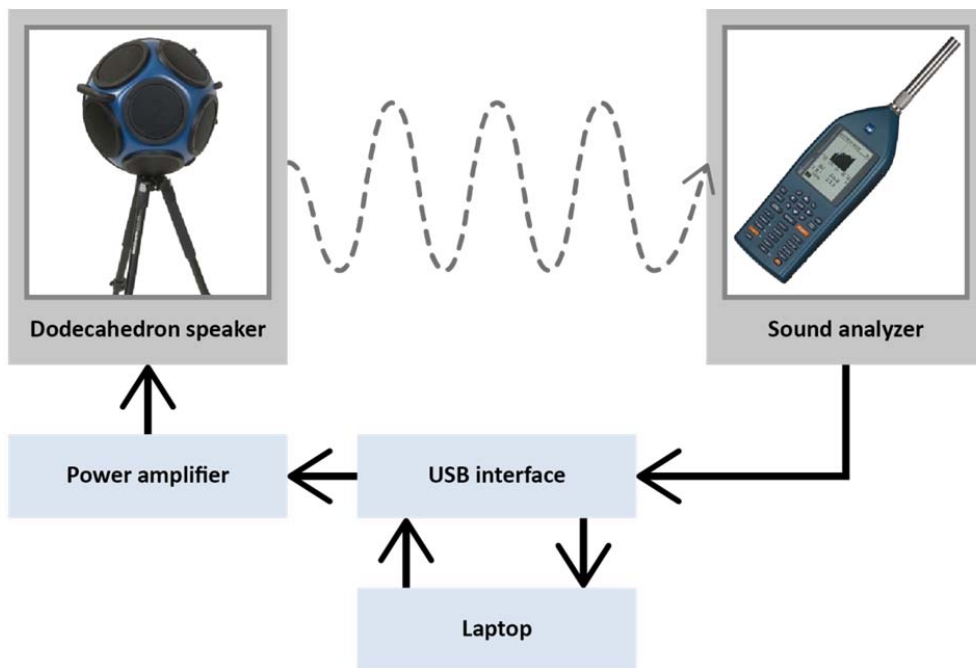 Dodecahedron speaker
Sound analyzer
Power amplifier
USB interface
Laptop